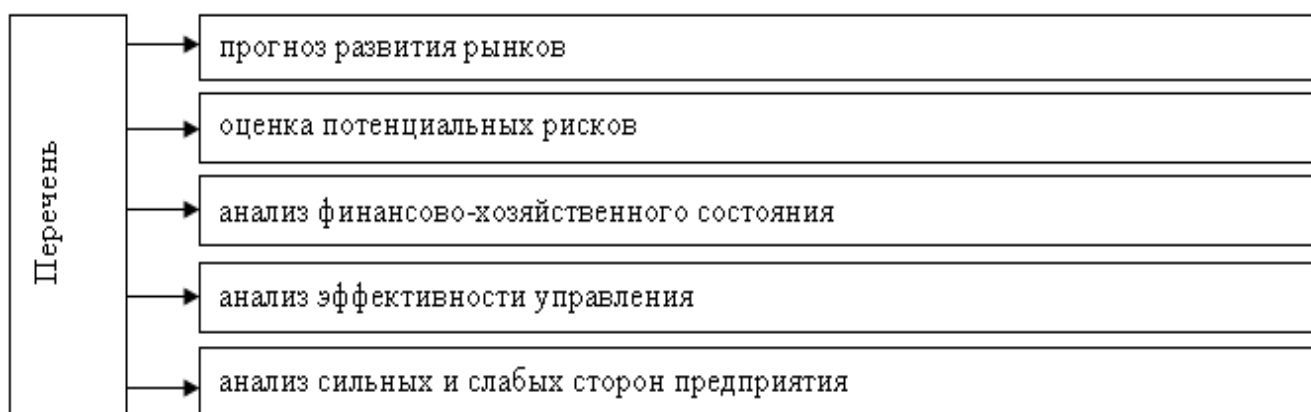 Перечень
прогноз развития рынков
оценка потенциальных рисков
анализ финансово-хозяйственного состояния
анализ эффективности управления
анализ сильных и слабых сторон предприятия